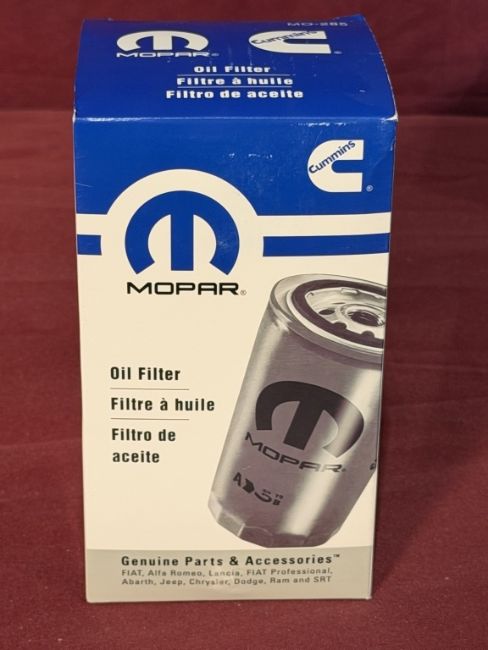 MO-285
MOPAR® Cummins
Oil Filter
Filtre à huile
Filtro de aceite
Cummins ®
MOPAR®
Oil Filter
Filtre à huile
Filtro de
aceite
MOPAR®
Genuine Parts & Accessories™
FIAT, Alfa Romeo, Lancia, FIAT Professional,
Abarth, Jeep, Chrysler, Dodge, Ram and SRT